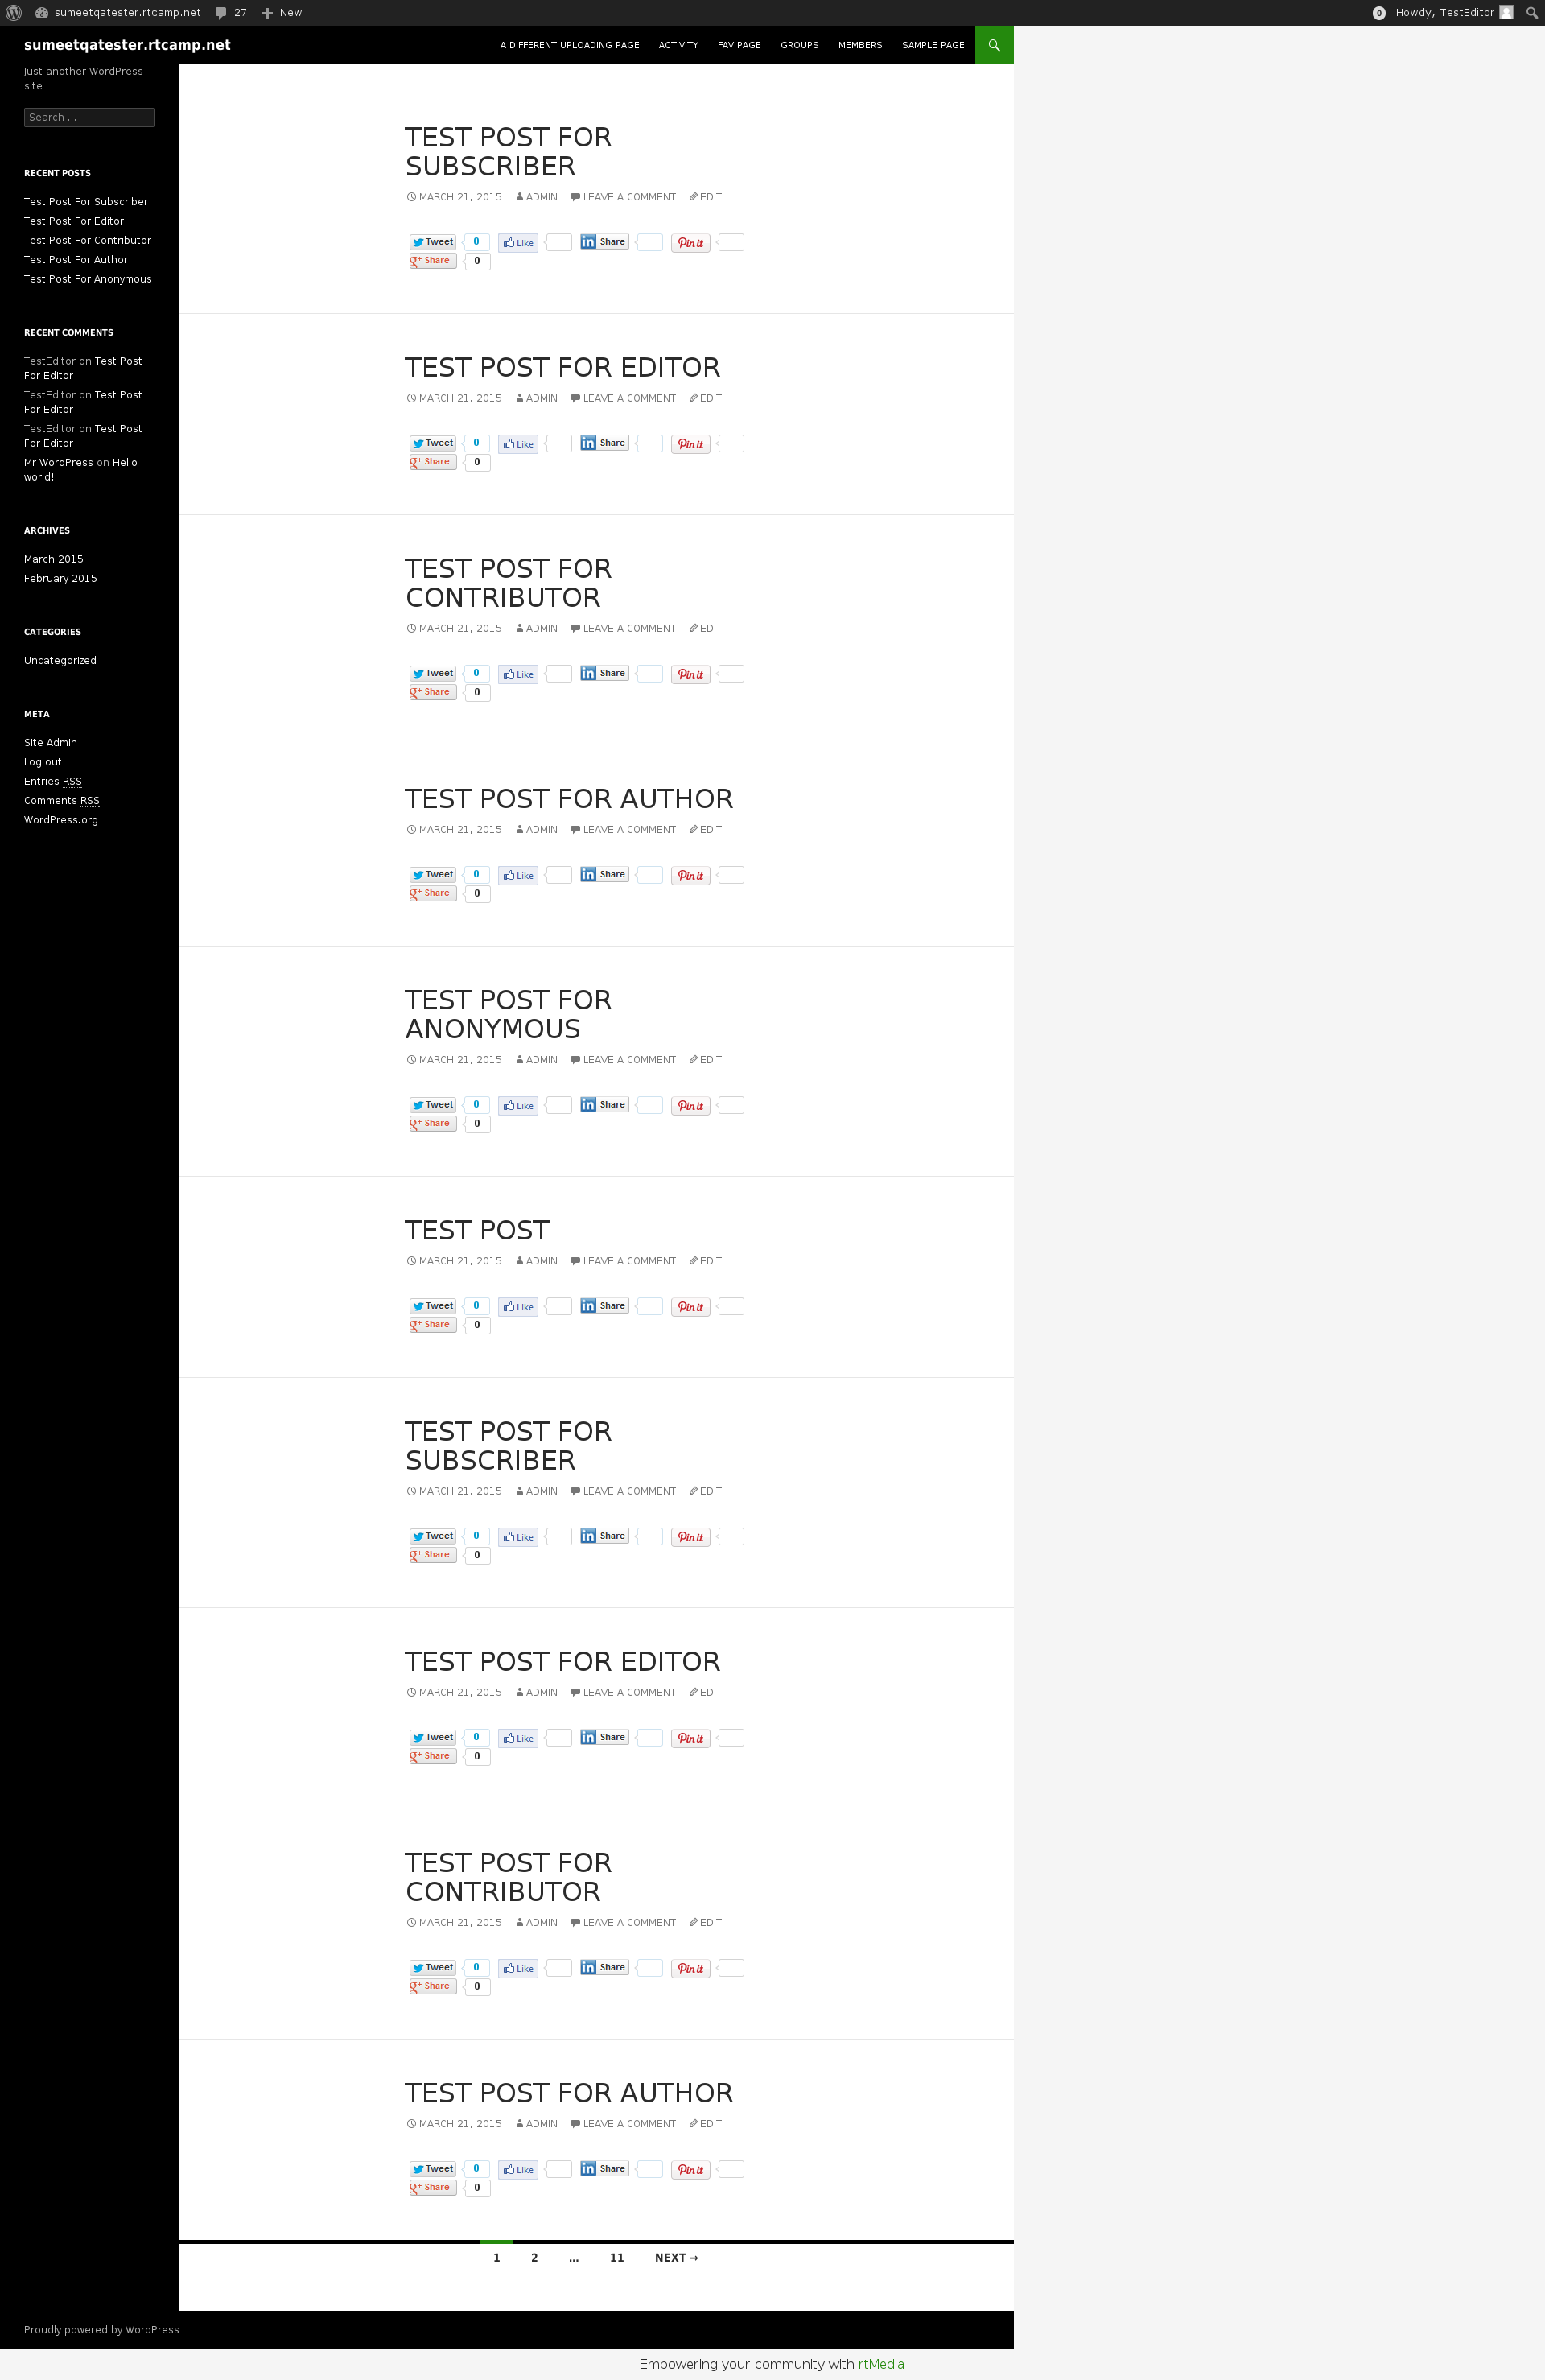 sumeetqatester.rtcamp.net 27 New 0 Howdy, TestEditor
sumeetqatester.rtcamp.net A DIFFERENT UPLOADING PAGE ACTIVITY FAV PAGE GROUPS MEMBERS SAMPLE PAGE
Just another WordPress
site
Search ...
RECENT POSTS
Test Post For Subscriber
Test Post For Editor
Test Post For Contributor
Test Post For Author
Test Post For Anonymous
RECENT COMMENTS
TestEditor on Test Post
For Editor
TestEditor on Test Post
For Editor
TestEditor on Test Post
For Editor
Mr WordPress on Hello
world!
ARCHIVES
March 2015
February 2015
CATEGORIES
Uncategorized
META
Site Admin
Log out
Entries RSS
Comments RSS
WordPress.org
TEST POST FOR
SUBSCRIBER
MARCH 21, 2015 ADMIN LEAVE A COMMENT EDIT
Tweet 0 Like Share Pin it
g+ Share 0
TEST POST FOR EDITOR
MARCH 21, 2015 ADMIN LEAVE A COMMENT EDIT
Tweet 0 Like Share Pin it
g+ Share 0
TEST POST FOR
CONTRIBUTOR
MARCH 21, 2015 ADMIN LEAVE A COMMENT EDIT
Tweet 0 Like Share Pin it
g+ Share 0
TEST POST FOR AUTHOR
MARCH 21, 2015 ADMIN LEAVE A COMMENT EDIT
Tweet 0 Like Share Pin it
g+ Share 0
TEST POST FOR
ANONYMOUS
MARCH 21, 2015 ADMIN LEAVE A COMMENT EDIT
Tweet 0 Like Share Pin it
g+ Share 0
TEST POST
MARCH 21, 2015 ADMIN LEAVE A COMMENT EDIT
Tweet 0 Like Share Pin it
g+ Share 0
TEST POST FOR
SUBSCRIBER
MARCH 21, 2015 ADMIN LEAVE A COMMENT EDIT
Tweet 0 Like Share Pin it
g+ Share 0
TEST POST FOR EDITOR
MARCH 21, 2015 ADMIN LEAVE A COMMENT EDIT
Tweet 0 Like Share Pin it
g+ Share 0
TEST POST FOR
CONTRIBUTOR
MARCH 21, 2015 ADMIN LEAVE A COMMENT EDIT
Tweet 0 Like Share Pin it
g+ Share 0
TEST POST FOR AUTHOR
MARCH 21, 2015 ADMIN LEAVE A COMMENT EDIT
Tweet 0 Like Share Pin it
g+ Share 0
1 2 ... 11 NEXT →
Proudly powered by WordPress
Empowering your community with rtMedia